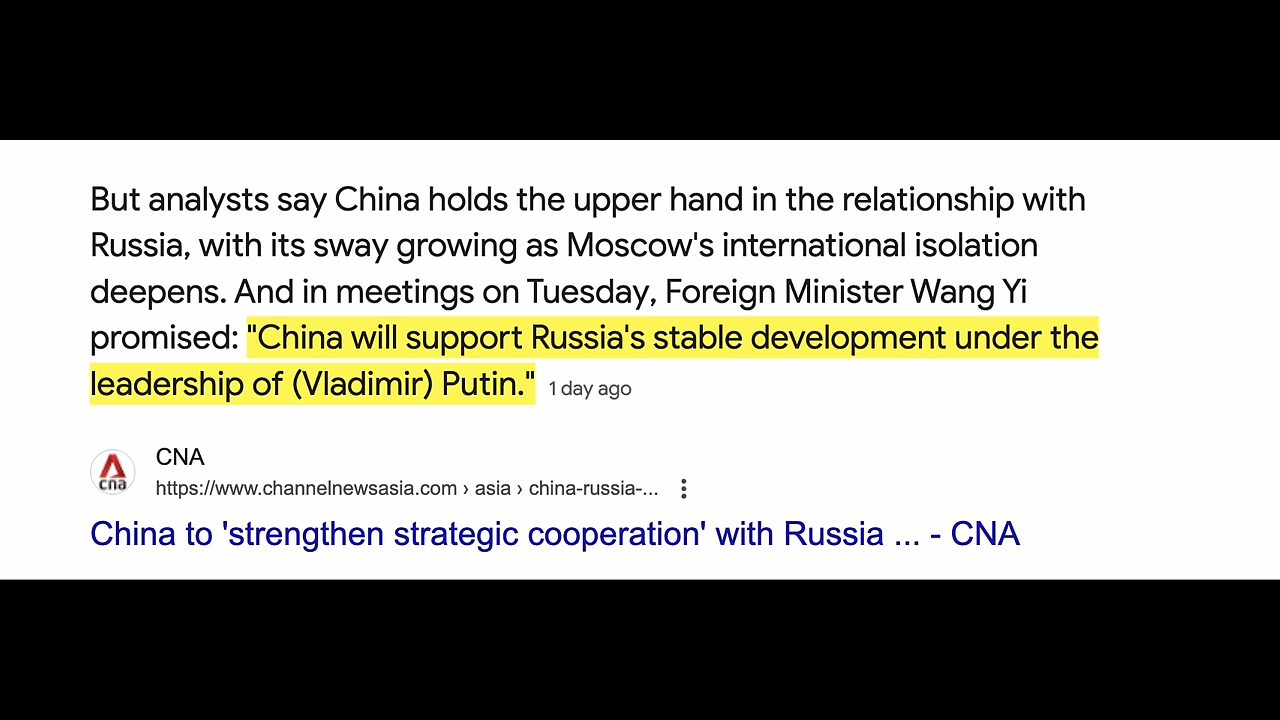 But analysts say China holds the upper hand in the relationship with
Russia, with its sway growing as Moscow's international isolation
deepens. And in meetings on Tuesday, Foreign Minister Wang Yi
promised: "China will support Russia's stable development under the
leadership of (Vladimir) Putin." 1 day ago
cna
CNA
https://www.channelnewsasia.com › asia › china-russia-...
China to 'strengthen strategic cooperation' with Russia ... - CNA